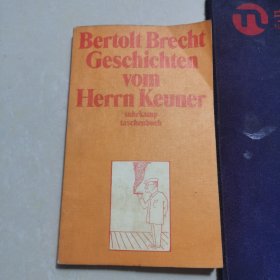 Bertolt Brecht
Geschichten
vom
Herrn Keuner
suhrkamp
taschenbuch